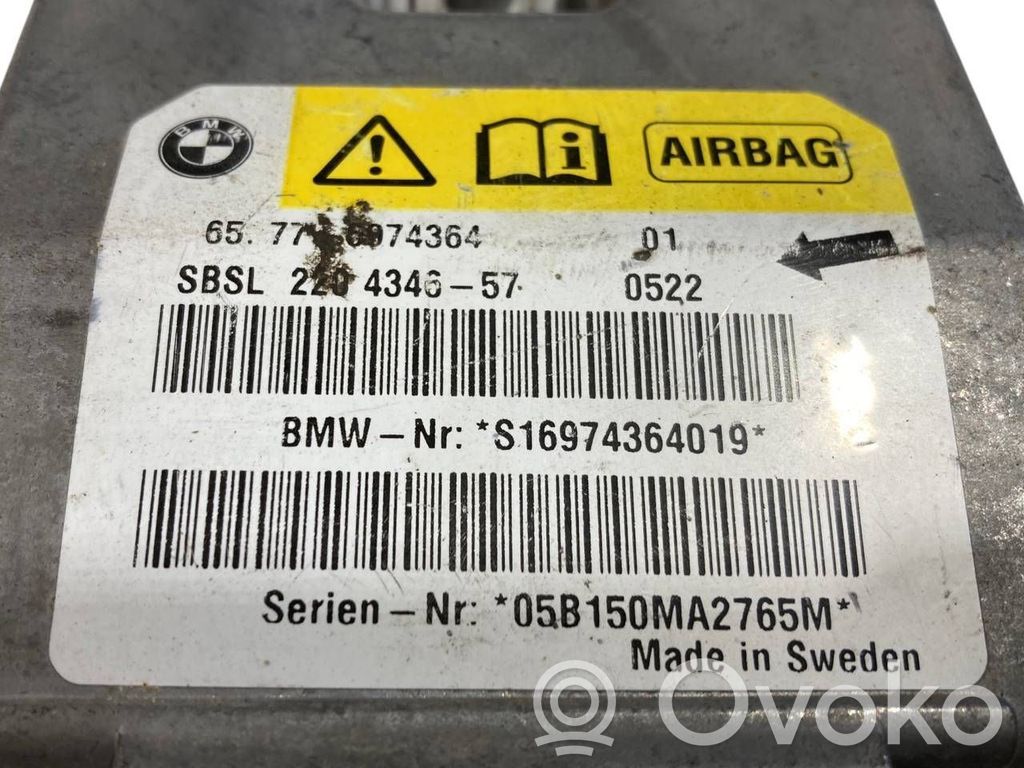 BMW
AIRBAG
65.77 6974364 01
SBSL 220 4346-57 0522
BMW-Nr: *S16974364019*
Serien-Nr: *05B150MA2765M*
Made in Sweden
Ovoko